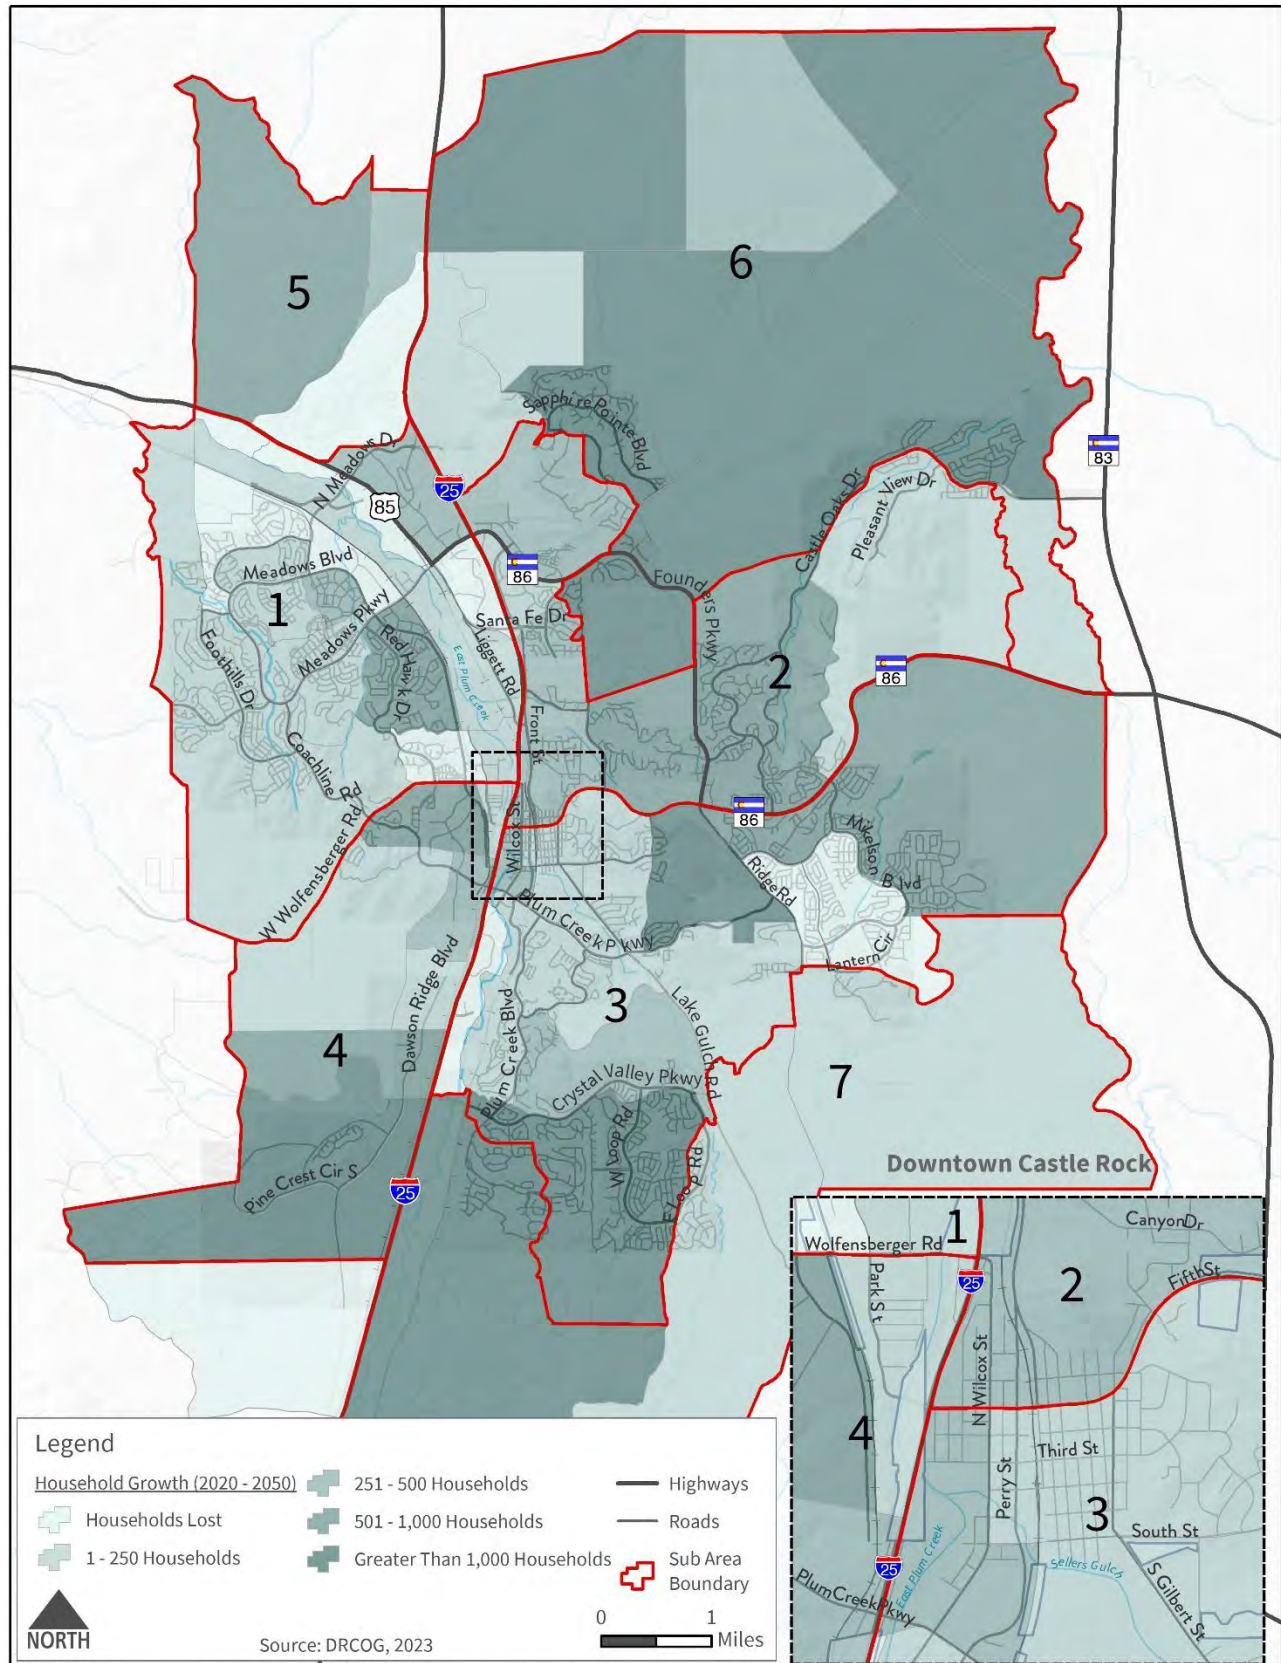 5
6
Sapphire Pointe Blvd
83
N Meadows Dr
25
85
Castle Oaks Dr
Pleasant View Dr
86
Founders Pkwy
Meadows Blvd
1
Meadows Pkwy
Santa Fe Dr
Foothills Dr
Red Hawk Dr
East Plum Creek
Liggett Rd
2
86
Front St
Coachline Rd
W Wolfensberger Rd
Wilcox St
86
Mikelson Blvd
Ridge Rd
Plum Creek Pkwy
Lantern Cir
Dawson Ridge Blvd
3
Lake Gulch Rd
4
Plum Creek Blvd
Crystal Valley Pkwy
7
W Loop Rd
E Loop Rd
Pine Crest Cir S
25
Downtown Castle Rock
1
Canyon Dr
Wolfensberger Rd
25
2
Fifth St
Park St
N Wilcox St
4
Third St
Perry St
3
South St
25
East Plum Creek
Sellers Gulch
S Gilbert St
Plum Creek Pkwy
Legend
Household Growth (2020 - 2050)
Households Lost
1 - 250 Households
251 - 500 Households
501 - 1,000 Households
Greater Than 1,000 Households
Highways
Roads
Sub Area
Boundary
NORTH
Source: DRCOG, 2023
0 1
Miles